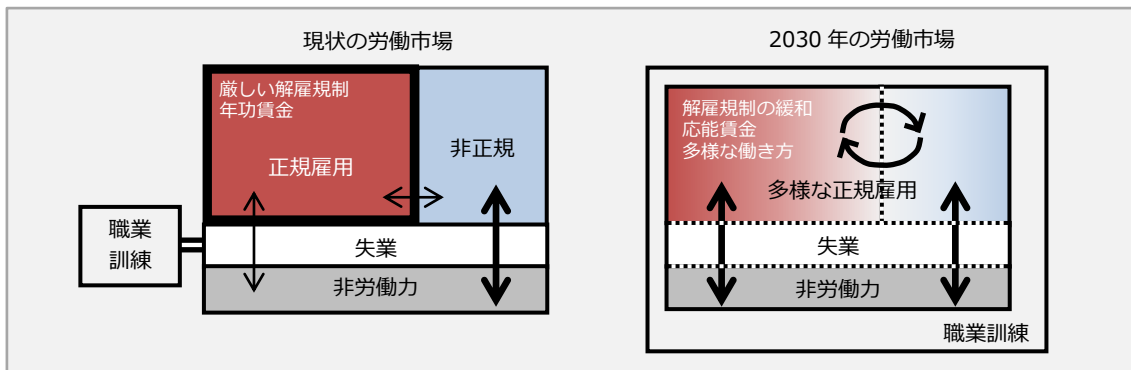 現状の労働市場
厳しい解雇規制
年功賃金
正規雇用
非正規
職業
訓練
失業
非労働力
2030 年の労働市場
解雇規制の緩和
応能賃金
多様な働き方
多様な正規雇用
失業
非労働力
職業訓練